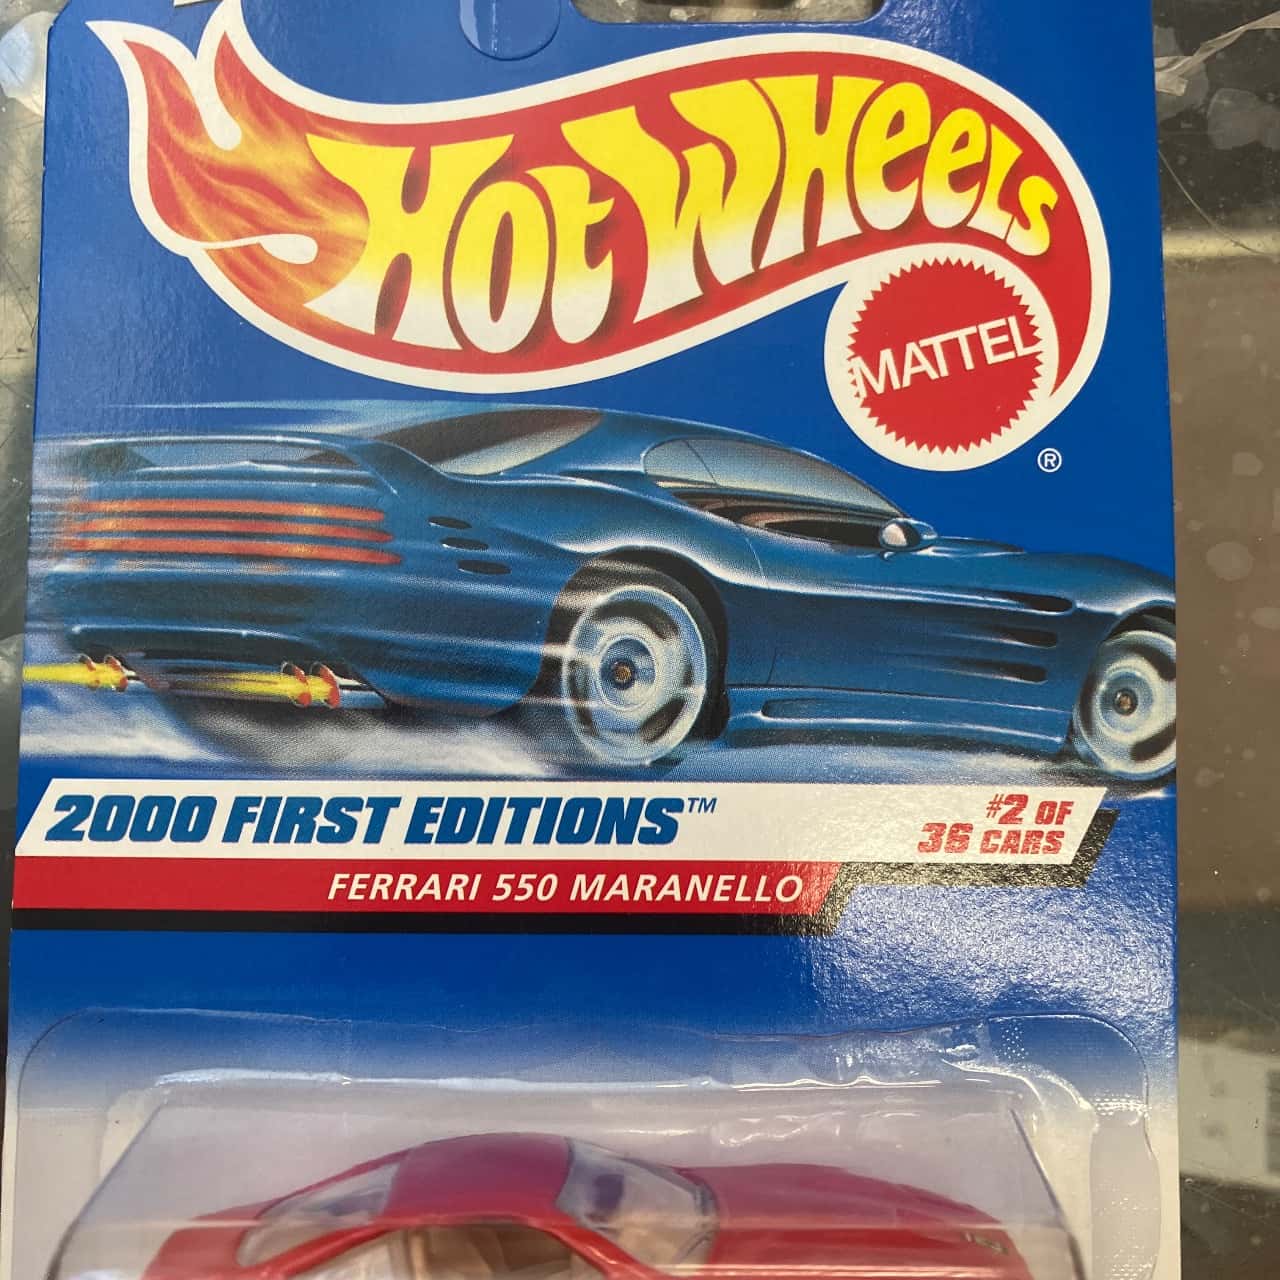 Hot Wheels
MATTEL
®
2000 FIRST EDITIONS™
#2 OF
36 CARS
FERRARI 550 MARANELLO